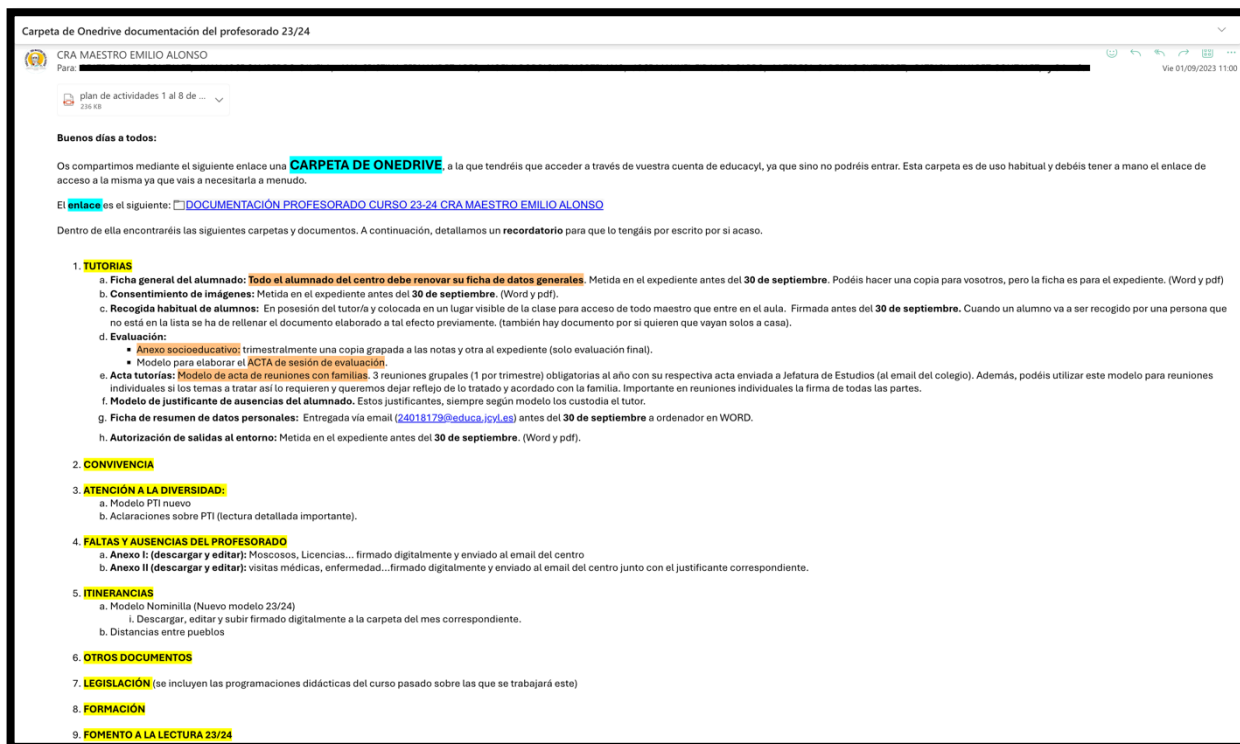 Carpeta de Onedrive documentación del profesorado 23/24
CRA MAESTRO EMILIO ALONSO
Para:
Vie 01/09/2023 11:00
plan de actividades 1 al 8 de ...
236 KB
Buenos días a todos:
Os compartimos mediante el siguiente enlace una CARPETA DE ONEDRIVE, a la que tendréis que acceder a través de vuestra cuenta de educacyl, ya que sino no podréis entrar. Esta carpeta es de uso habitual y debéis tener a mano el enlace de
acceso a la misma ya que vais a necesitarla a menudo.
El enlace es el siguiente: DOCUMENTACIÓN PROFESORADO CURSO 23-24 CRA MAESTRO EMILIO ALONSO
Dentro de ella encontraréis las siguientes carpetas y documentos. A continuación, detallamos un recordatorio para que lo tengáis por escrito por si acaso.
1. TUTORIAS
a. Ficha general del alumnado: Todo el alumnado del centro debe renovar su ficha de datos generales. Metida en el expediente antes del 30 de septiembre. Podéis hacer una copia para vosotros, pero la ficha es para el expediente. (Word y pdf)
b. Consentimiento de imágenes: Metida en el expediente antes del 30 de septiembre. (Word y pdf).
c. Recogida habitual de alumnos: En posesión del tutor/a y colocada en un lugar visible de la clase para acceso de todo maestro que entre en el aula. Firmada antes del 30 de septiembre. Cuando un alumno va a ser recogido por una persona que
no está en la lista se ha de rellenar el documento elaborado a tal efecto previamente. (también hay documento por si quieren que vayan solos a casa).
d. Evaluación:
▪ Anexo socioeducativo: trimestralmente una copia grapada a las notas y otra al expediente (solo evaluación final).
▪ Modelo para elaborar el ACTA de sesión de evaluación.
e. Acta tutorías: Modelo de acta de reuniones con familias. 3 reuniones grupales (1 por trimestre) obligatorias al año con su respectiva acta enviada a Jefatura de Estudios (al email del colegio). Además, podéis utilizar este modelo para reuniones
individuales si los temas a tratar así lo requieren y queremos dejar reflejo de lo tratado y acordado con la familia. Importante en reuniones individuales la firma de todas las partes.
f. Modelo de justificante de ausencias del alumnado. Estos justificantes, siempre según modelo los custodia el tutor.
g. Ficha de resumen de datos personales: Entregada vía email (24018179@educa.jcyl.es) antes del 30 de septiembre a ordenador en WORD.
h. Autorización de salidas al entorno: Metida en el expediente antes del 30 de septiembre. (Word y pdf).
2. CONVIVENCIA
3. ATENCIÓN A LA DIVERSIDAD:
a. Modelo PTI nuevo
b. Aclaraciones sobre PTI (lectura detallada importante).
4. FALTAS Y AUSENCIAS DEL PROFESORADO
a. Anexo I: (descargar y editar): Moscosos, Licencias... firmado digitalmente y enviado al email del centro
b. Anexo II (descargar y editar): visitas médicas, enfermedad...firmado digitalmente y enviado al email del centro junto con el justificante correspondiente.
5. ITINERANCIAS
a. Modelo Nominilla (Nuevo modelo 23/24)
i. Descargar, editar y subir firmado digitalmente a la carpeta del mes correspondiente.
b. Distancias entre pueblos
6. OTROS DOCUMENTOS
7. LEGISLACIÓN (se incluyen las programaciones didácticas del curso pasado sobre las que se trabajará este)
8. FORMACIÓN
9. FOMENTO A LA LECTURA 23/24